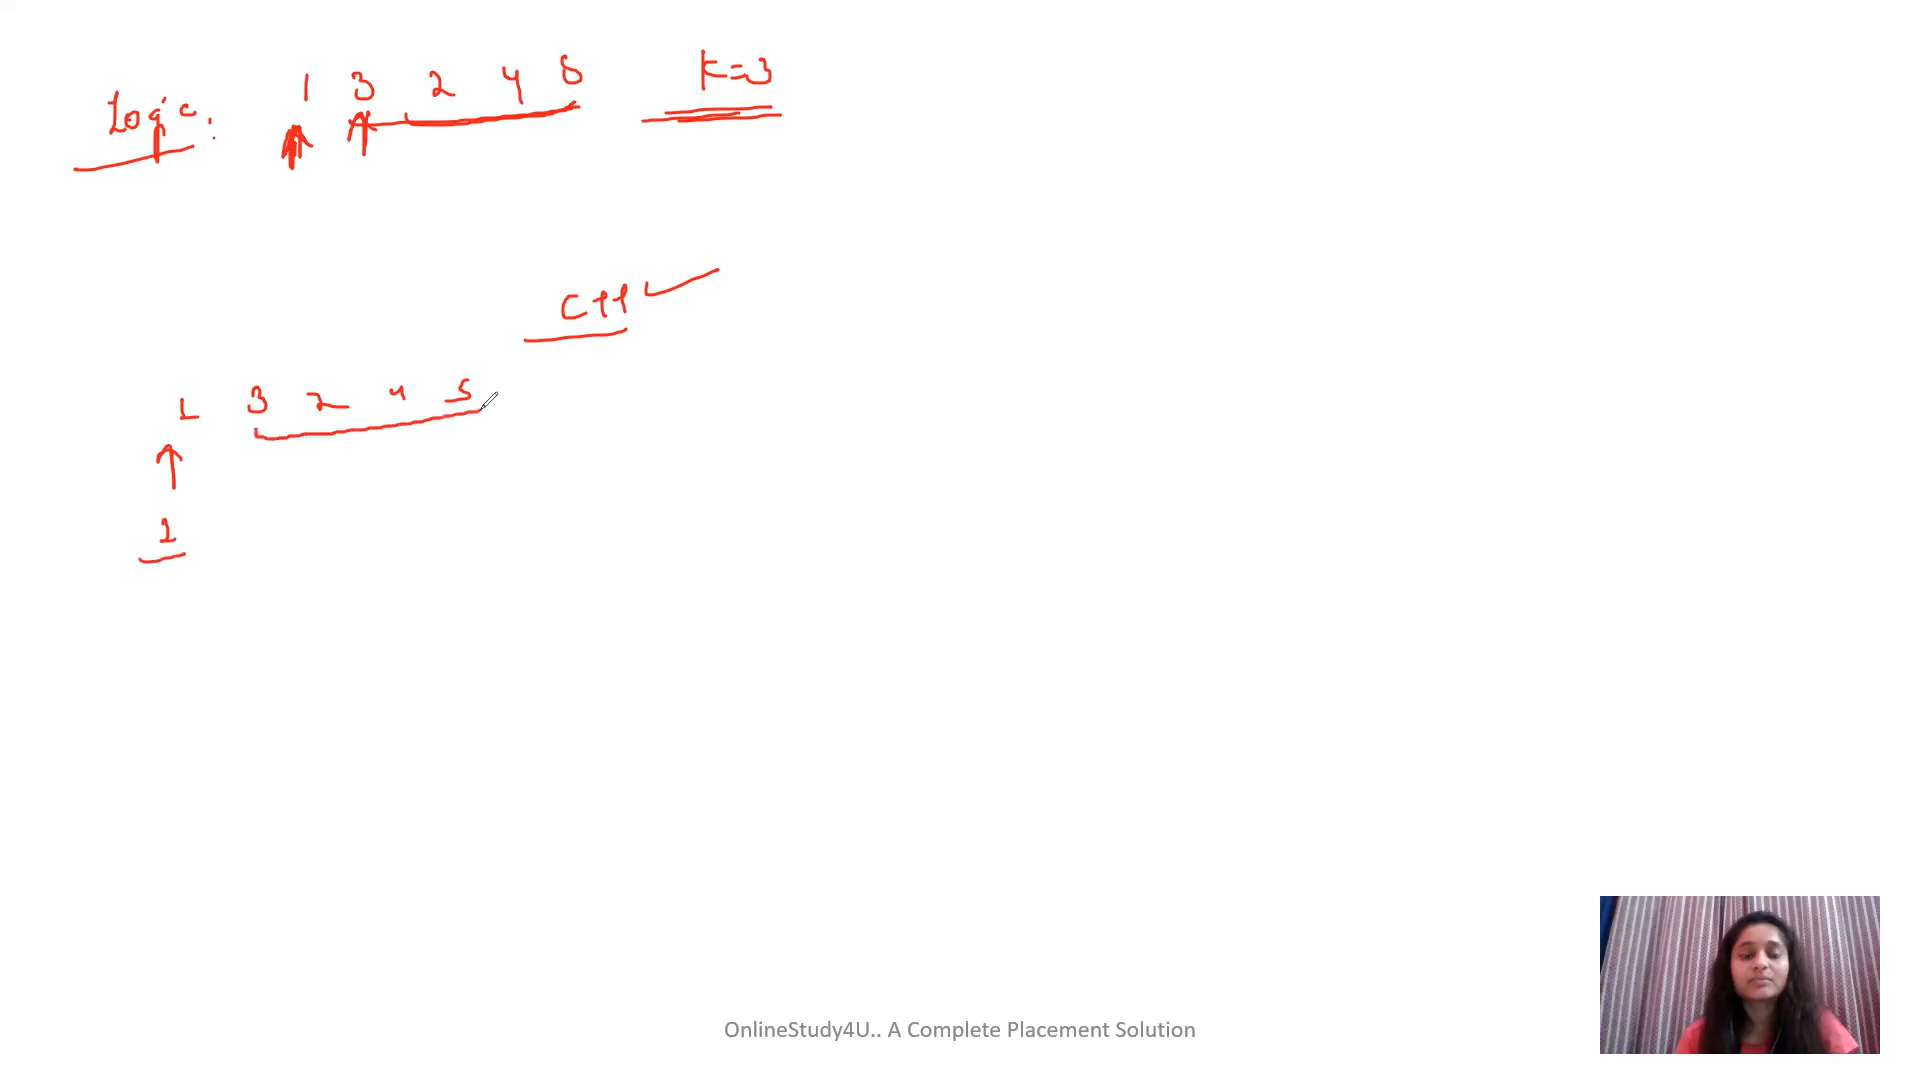 Logic: 1 3 2 4 5 K=3
C++
1 3 2 4 5
1
OnlineStudy4U.. A Complete Placement Solution